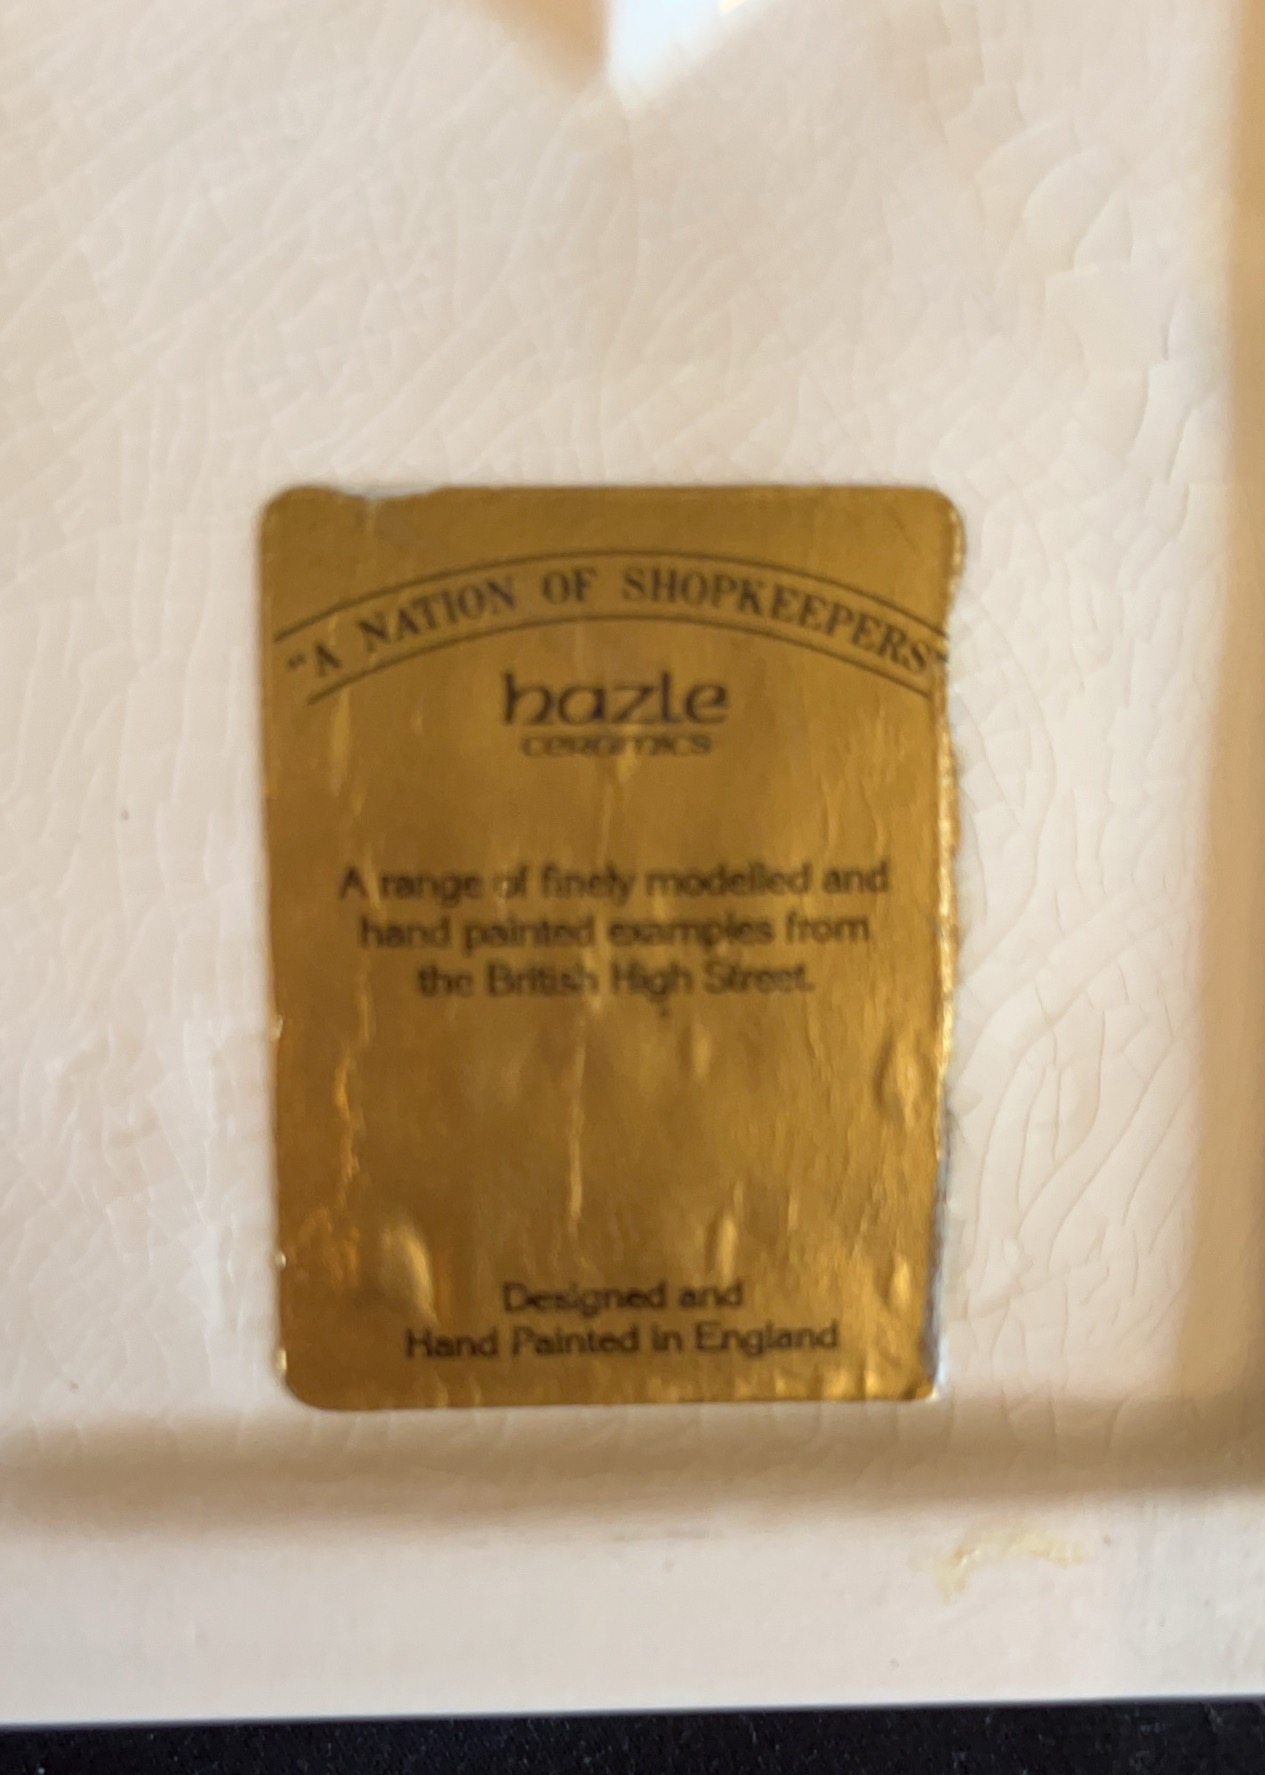 "A NATION OF SHOPKEEPERS"
hazle
ceramics
A range of finely modelled and
hand painted examples from
the British High Street.
Designed and
Hand Painted in England